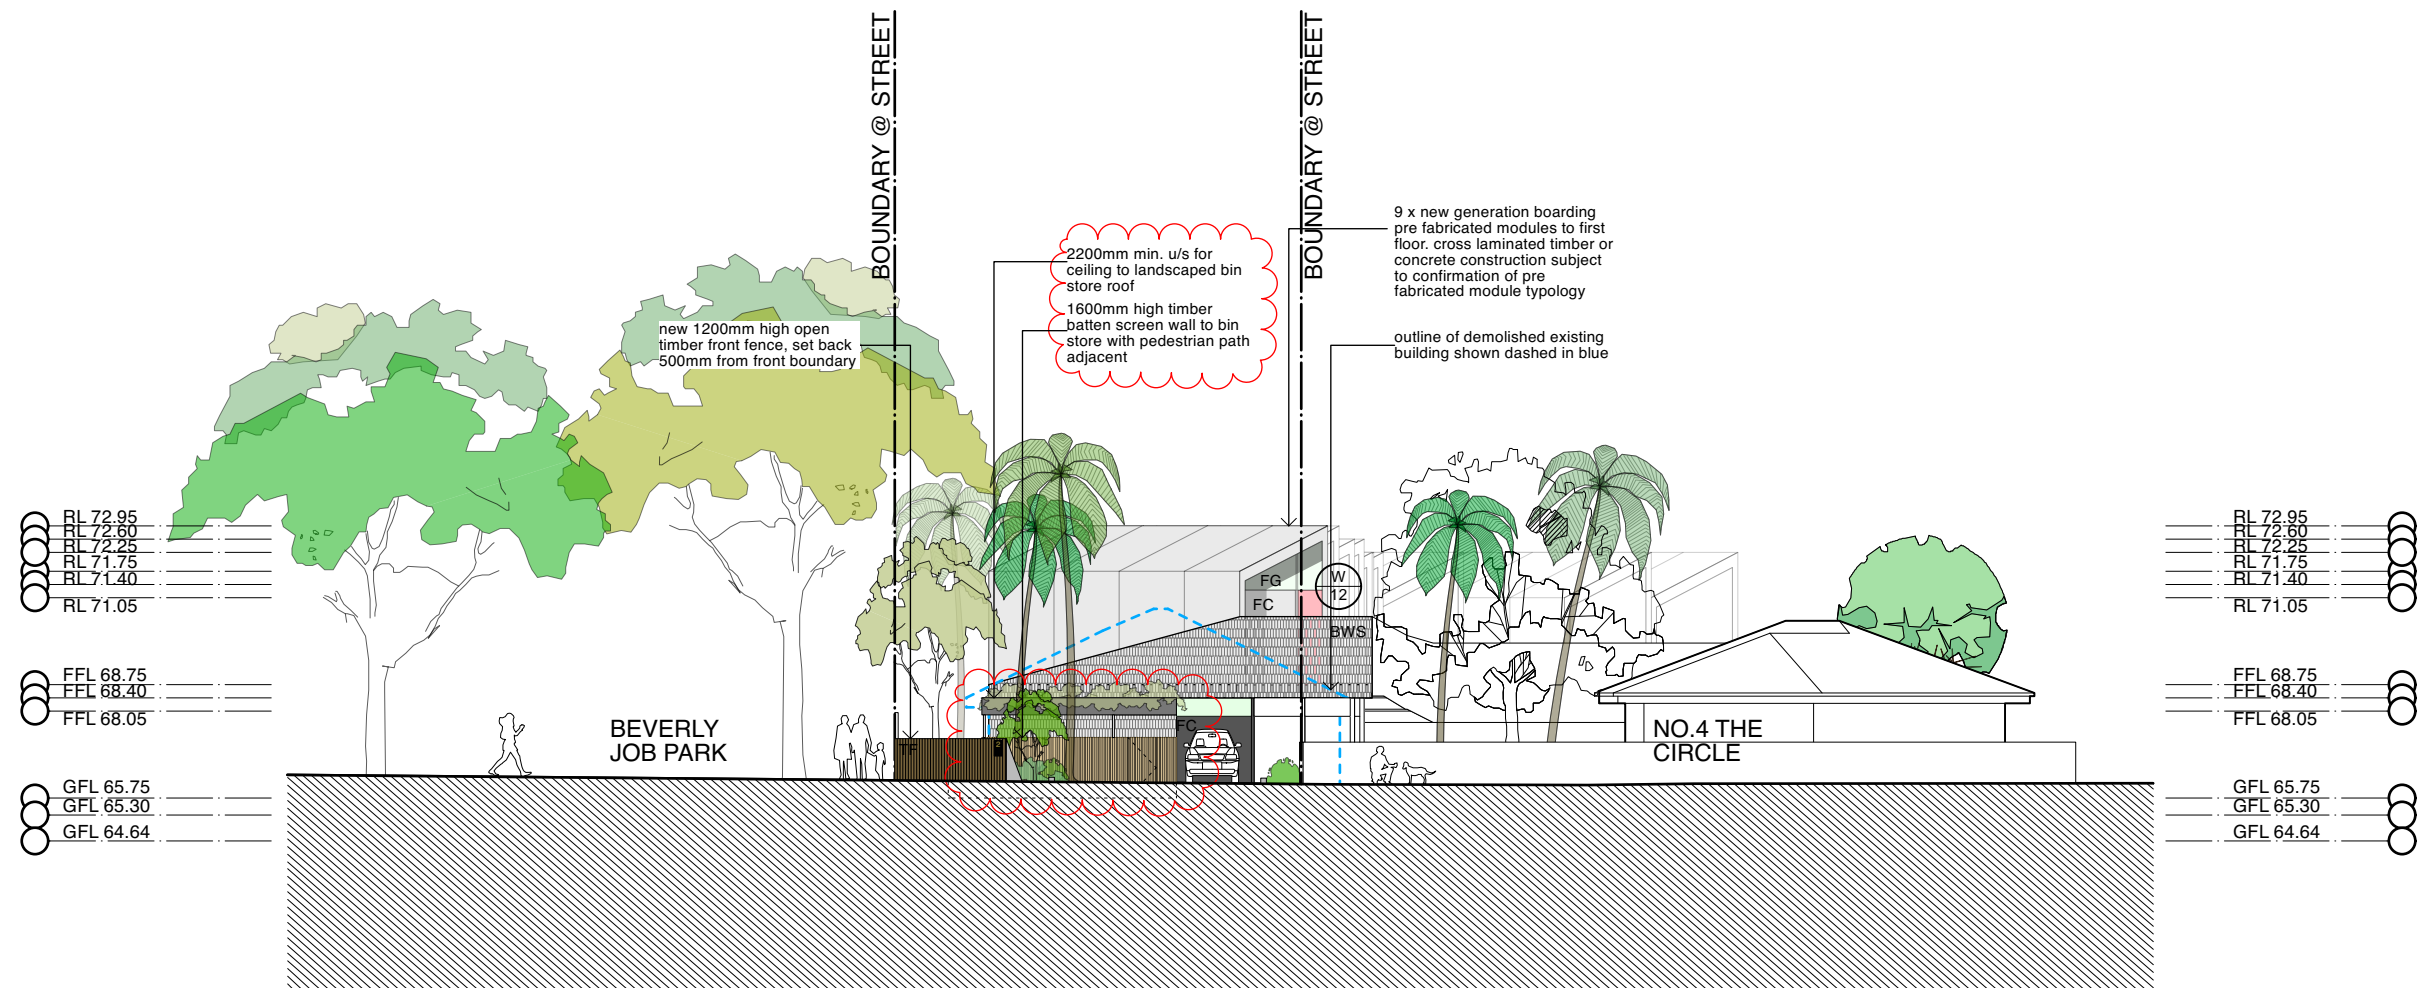 BOUNDARY @ STREET
BOUNDARY @ STREET
9 x new generation boarding
pre fabricated modules to first
floor. cross laminated timber or
concrete construction subject
to confirmation of pre
fabricated module typology
2200mm min. u/s for
ceiling to landscaped bin
store roof
1600mm high timber
batten screen wall to bin
store with pedestrian path
adjacent
new 1200mm high open
timber front fence, set back
500mm from front boundary
outline of demolished existing
building shown dashed in blue
RL 72.95
RL 72.60
RL 72.25
RL 71.75
RL 71.40
RL 71.05
FFL 68.75
FFL 68.40
FFL 68.05
GFL 65.75
GFL 65.30
GFL 64.64
FG
FC
W
12
BWS
FC
TF
2
BEVERLY
JOB PARK
NO.4 THE
CIRCLE
RL 72.95
RL 72.60
RL 72.25
RL 71.75
RL 71.40
RL 71.05
FFL 68.75
FFL 68.40
FFL 68.05
GFL 65.75
GFL 65.30
GFL 64.64